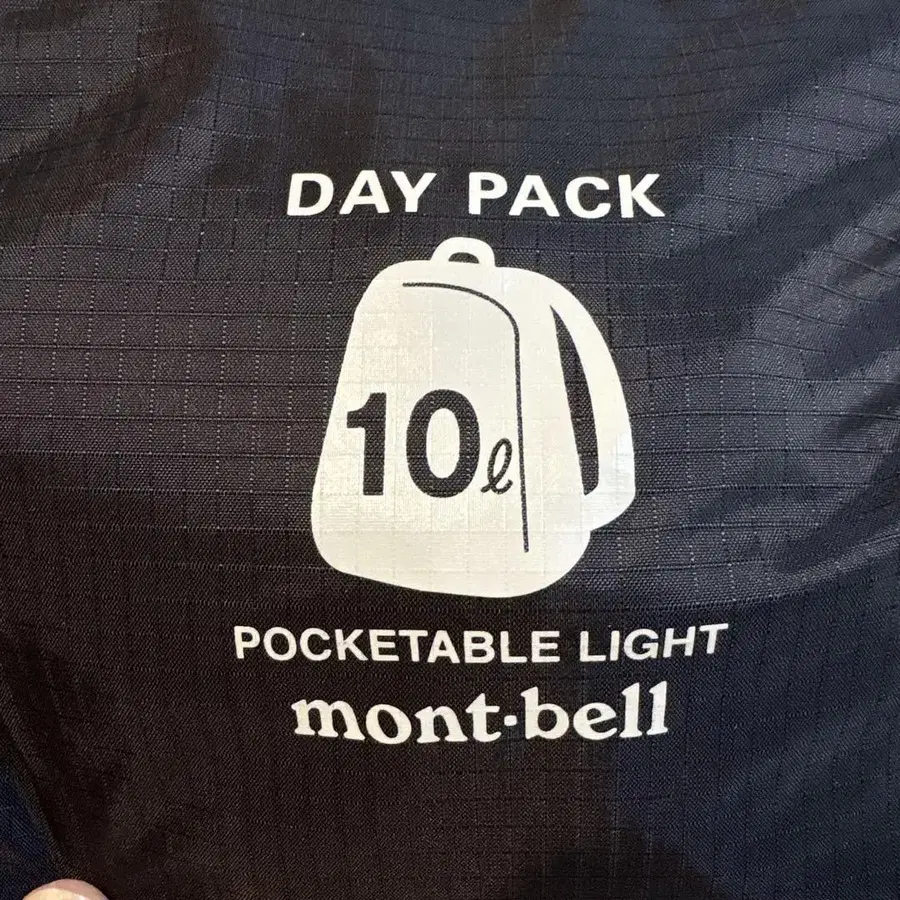 DAY PACK
10ℓ
POCKETABLE LIGHT
mont·bell